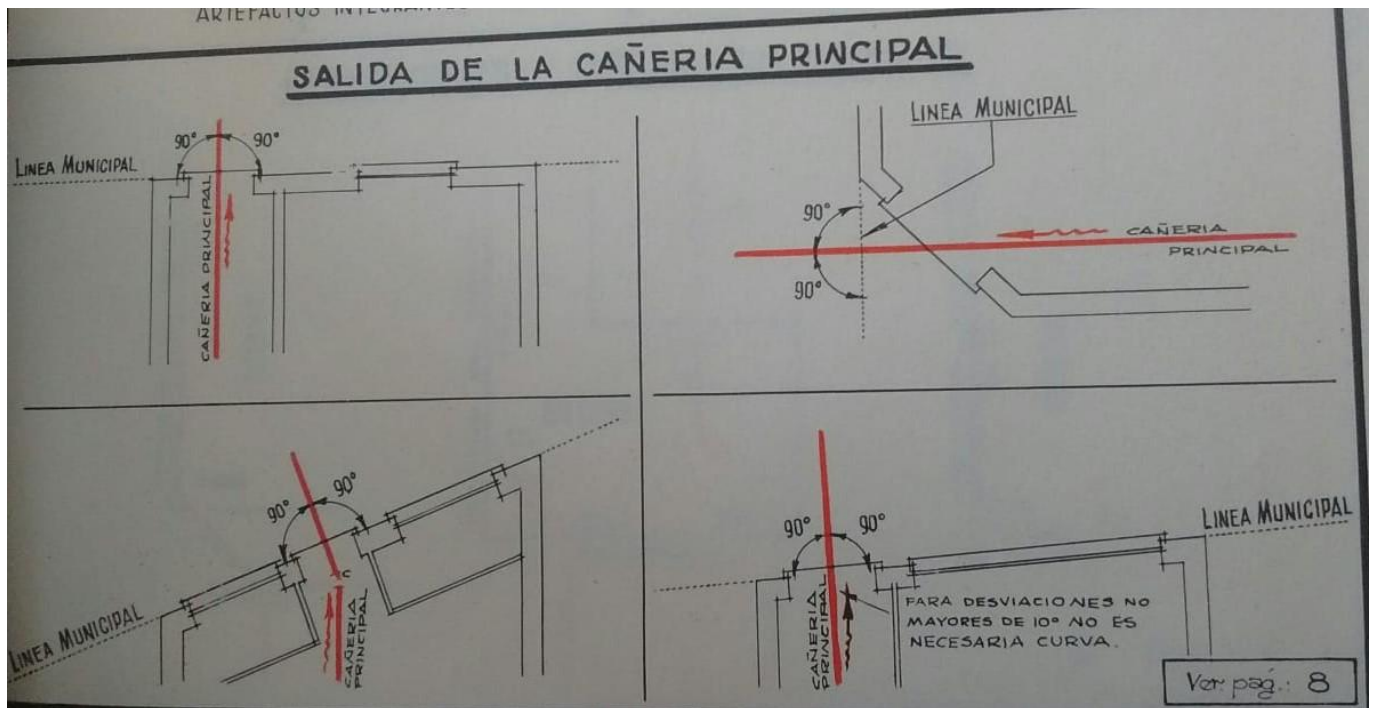 ARTEFACTOS
SALIDA DE LA CAÑERIA PRINCIPAL
90° 90°
LINEA MUNICIPAL
CAÑERIA PRINCIPAL
LINEA MUNICIPAL
90°
90°
CAÑERIA
PRINCIPAL
90° 90°
C
LINEA MUNICIPAL
CAÑERIA
PRINCIPAL
90° 90°
LINEA MUNICIPAL
CAÑERIA
PRINCIPAL
PARA DESVIACIONES NO
MAYORES DE 10° NO ES
NECESARIA CURVA.
Ver: pág.: 8